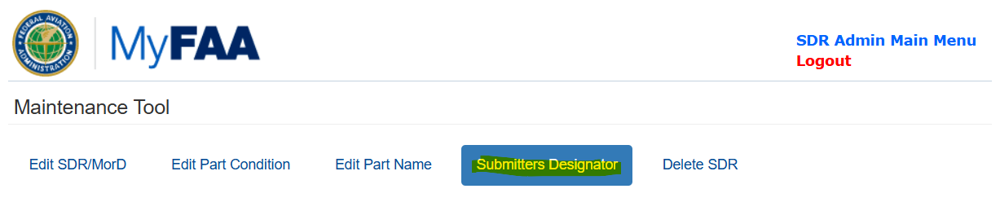 FEDERAL AVIATION
ADMINISTRATION
MyFAA
SDR Admin Main Menu
Logout
Maintenance Tool
Edit SDR/MorD Edit Part Condition Edit Part Name Submitters Designator Delete SDR